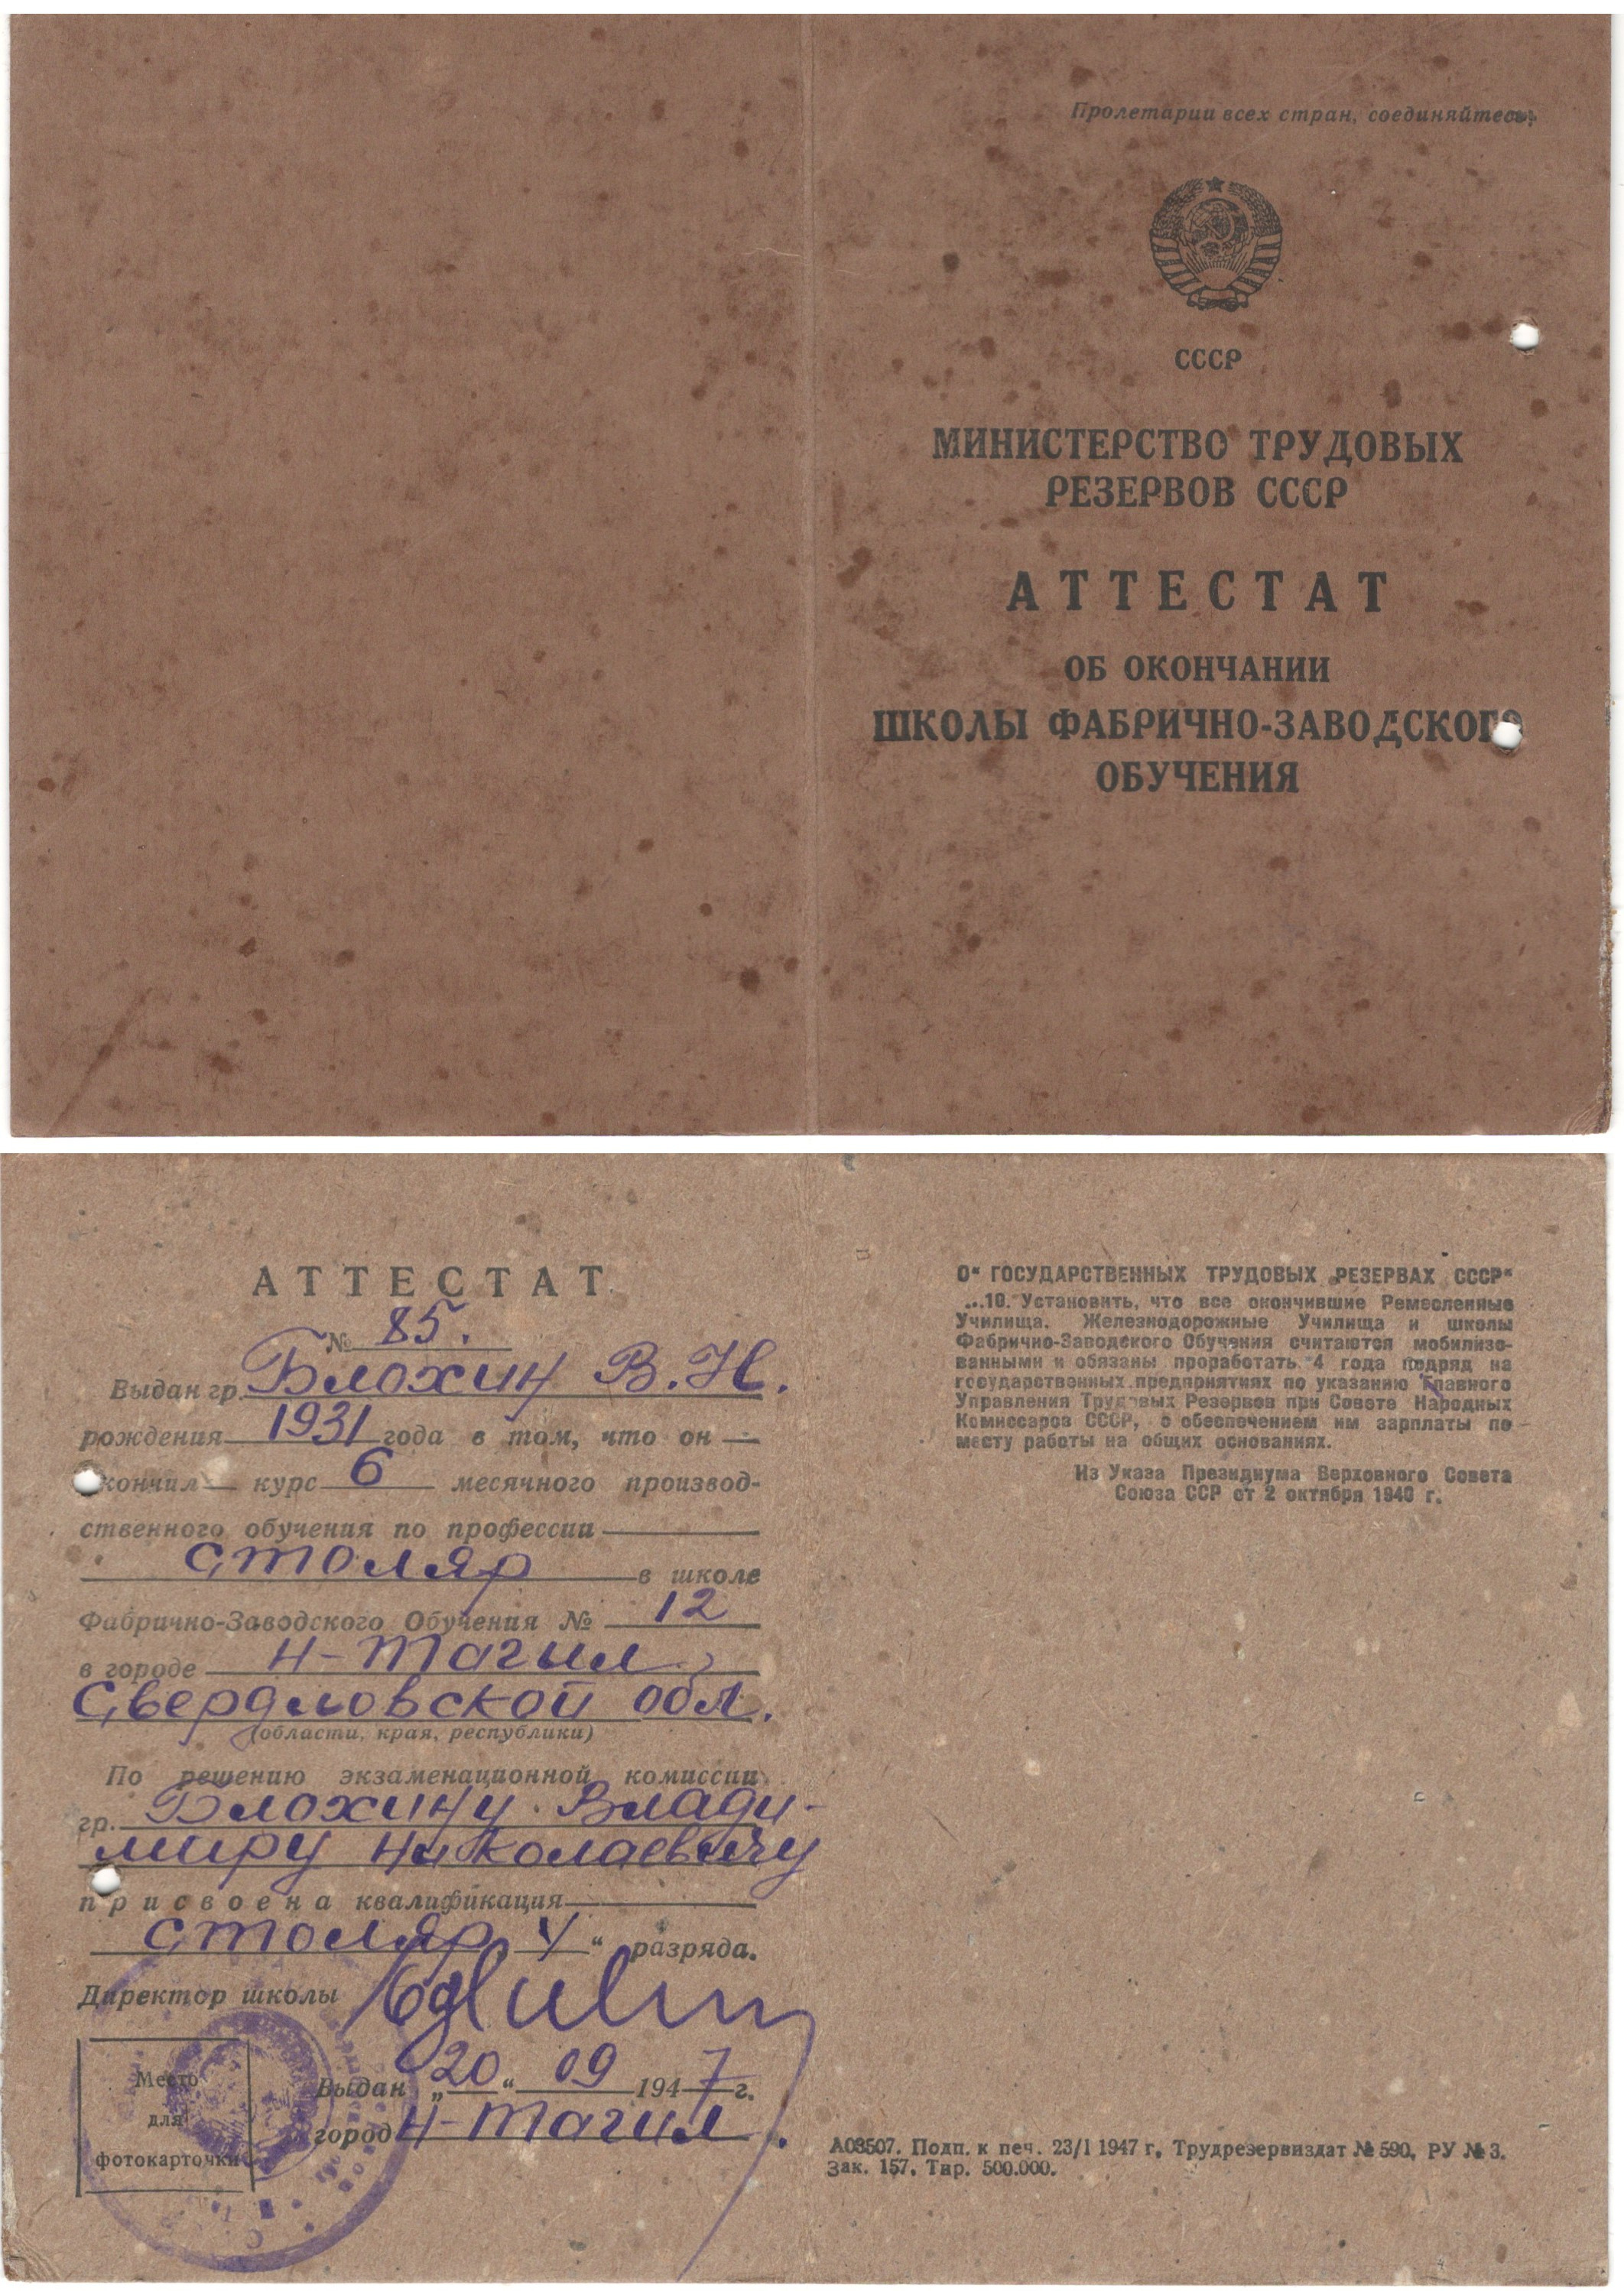 Пролетарии всех стран, соединяйтесь!
СССР
МИНИСТЕРСТВО ТРУДОВЫХ
РЕЗЕРВОВ СССР
АТТЕСТАТ
ОБ ОКОНЧАНИИ
ШКОЛЫ ФАБРИЧНО-ЗАВОДСКОГО
ОБУЧЕНИЯ
АТТЕСТАТ
№ 85.
Выдан гр. Блохин В.Н.
рождения 1931 года в том, что он —
окончил — курс 6 месячного производ-
ственного обучения по профессии
столяр в школе
Фабрично-Заводского Обучения № 12
в городе Н-Тагил
Свердловской обл.
(области, края, республики)
По решению экзаменационной комиссии
гр. Блохину Влади-
миру Николаевичу
присвоена квалификация
столяр 4" разряда.
Директор школы
Место
для
фотокарточки
Выдан „20" 09 1947 г.
город Н-Тагил.
О" ГОСУДАРСТВЕННЫХ ТРУДОВЫХ РЕЗЕРВАХ СССР"
...10. Установить, что все окончившие Ремесленные
Училища, Железнодорожные Училища и школы
Фабрично-Заводского Обучения считаются мобилизо-
ванными и обязаны проработать 4 года подряд на
государственных предприятиях по указанию Главного
Управления Трудовых Резервов при Совете Народных
Комиссаров СССР, с обеспечением им зарплаты по
месту работы на общих основаниях.
Из Указа Президиума Верховного Совета
Союза ССР от 2 октября 1940 г.
А03507. Подп. к печ. 23/I 1947 г. Трудрезервиздат № 590. РУ № 3.
Зак. 157. Тир. 500.000.